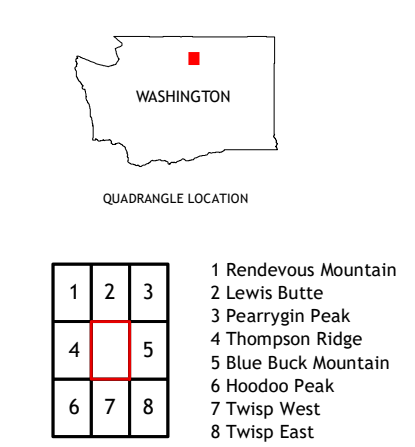 WASHINGTON
QUADRANGLE LOCATION
1 2 3
4 5
6 7 8
1 Rendevous Mountain
2 Lewis Butte
3 Pearrygin Peak
4 Thompson Ridge
5 Blue Buck Mountain
6 Hoodoo Peak
7 Twisp West
8 Twisp East